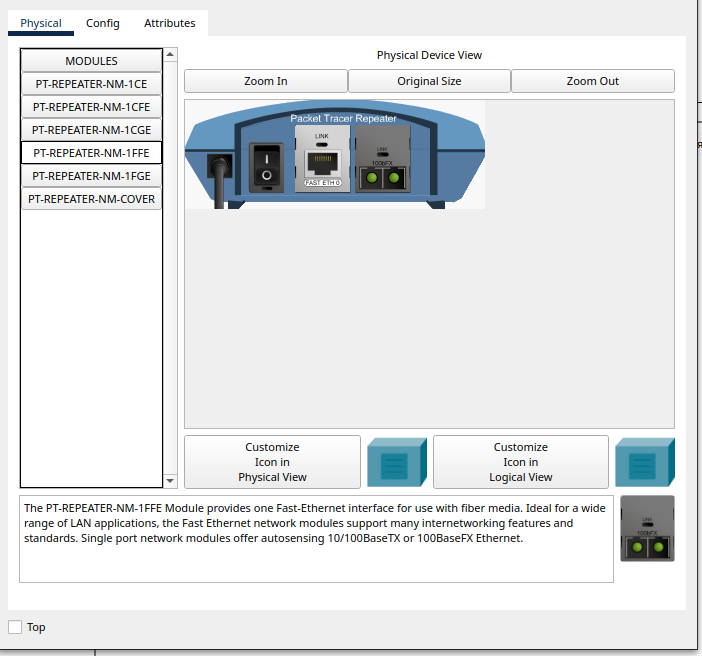 Physical
Config
Attributes
MODULES
PT-REPEATER-NM-1CE
PT-REPEATER-NM-1CFE
PT-REPEATER-NM-1CGE
PT-REPEATER-NM-1FFE
PT-REPEATER-NM-1FGE
PT-REPEATER-NM-COVER
Physical Device View
Zoom In
Original Size
Zoom Out
Packet Tracer Repeater
LINK
FAST ETH 0
LINK
100bFX
Customize
Icon in
Physical View
Customize
Icon in
Logical View
The PT-REPEATER-NM-1FFE Module provides one Fast-Ethernet interface for use with fiber media. Ideal for a wide
range of LAN applications, the Fast Ethernet network modules support many internetworking features and
standards. Single port network modules offer autosensing 10/100BaseTX or 100BaseFX Ethernet.
LINK
100bFX
Top